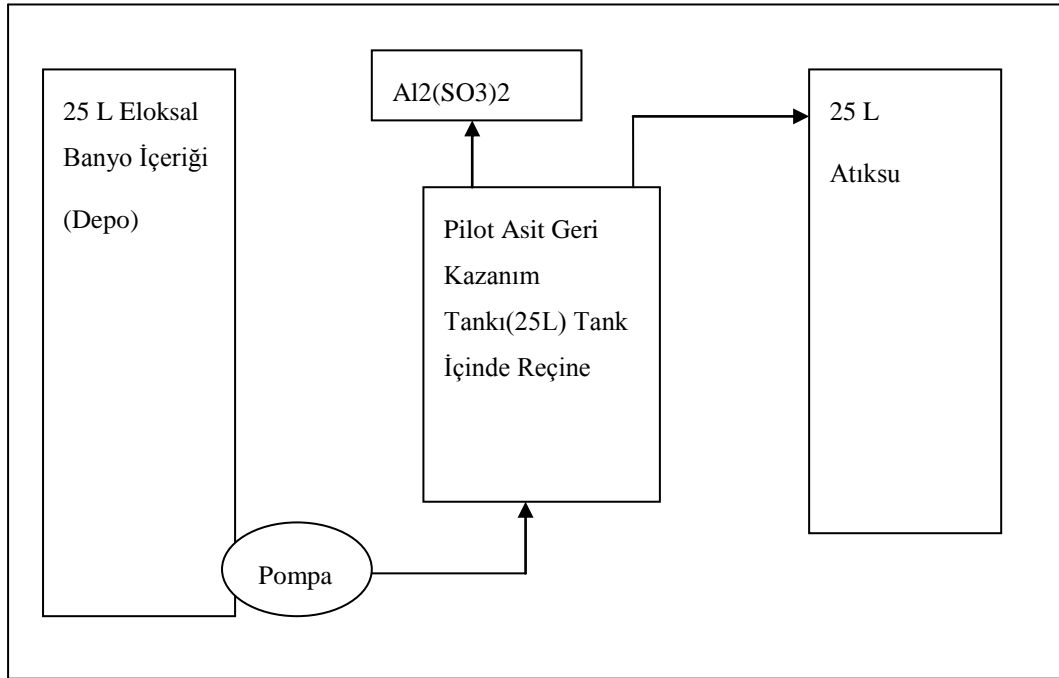 25 L Eloksal
Banyo İçeriği
(Depo)
Al2(SO3)2
Pilot Asit Geri
Kazanım
Tankı(25L) Tank
İçinde Reçine
25 L
Atıksu
Pompa